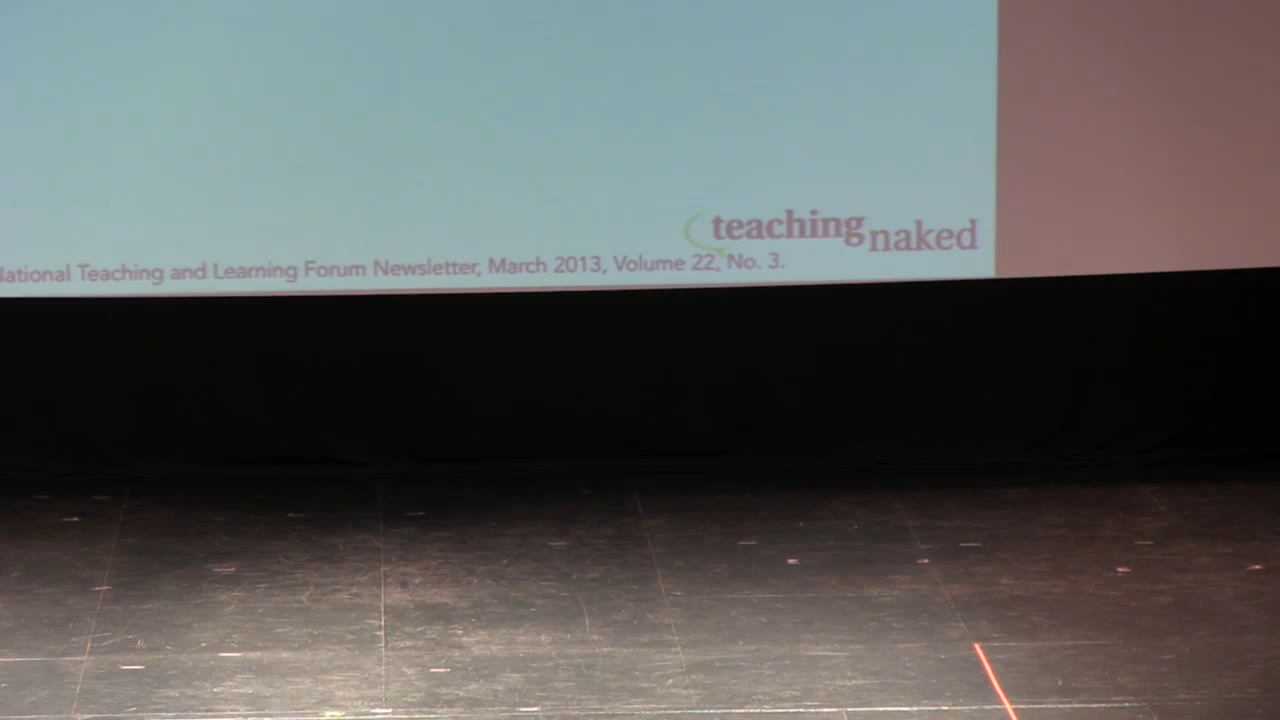 teaching naked
National Teaching and Learning Forum Newsletter, March 2013, Volume 22, No. 3.